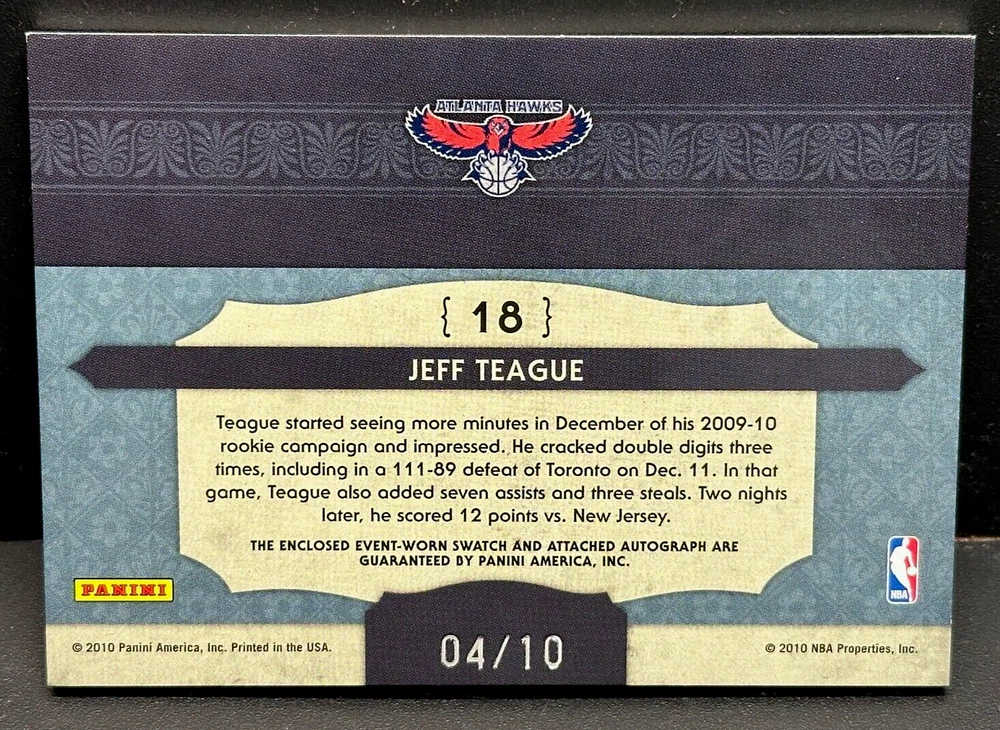 ATLANTA HAWKS
{ 18 }
JEFF TEAGUE
Teague started seeing more minutes in December of his 2009-10
rookie campaign and impressed. He cracked double digits three
times, including in a 111-89 defeat of Toronto on Dec. 11. In that
game, Teague also added seven assists and three steals. Two nights
later, he scored 12 points vs. New Jersey.
THE ENCLOSED EVENT-WORN SWATCH AND ATTACHED AUTOGRAPH ARE
GUARANTEED BY PANINI AMERICA, INC.
PANINI
NBA
© 2010 Panini America, Inc. Printed in the USA.
04/10
© 2010 NBA Properties, Inc.